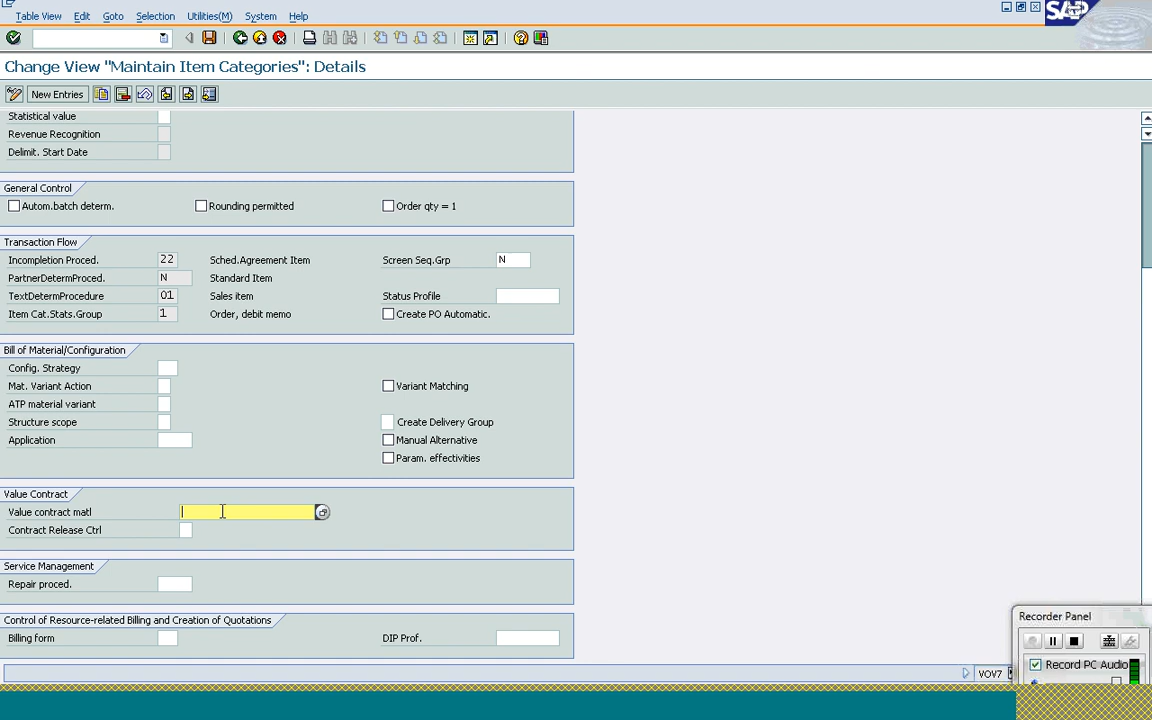 Table View Edit Goto Selection Utilities(M) System Help
SAP
Change View "Maintain Item Categories": Details
New Entries
Statistical value
Revenue Recognition
Delimit. Start Date
General Control
Autom.batch determ. Rounding permitted Order qty = 1
Transaction Flow
Incompletion Proced. 22 Sched.Agreement Item Screen Seq.Grp N
PartnerDetermProced. N Standard Item
TextDetermProcedure 01 Sales item Status Profile
Item Cat.Stats.Group 1 Order, debit memo Create PO Automatic.
Bill of Material/Configuration
Config. Strategy
Mat. Variant Action Variant Matching
ATP material variant
Structure scope Create Delivery Group
Application Manual Alternative
Param. effectivities
Value Contract
Value contract matl
Contract Release Ctrl
Service Management
Repair proced.
Control of Resource-related Billing and Creation of Quotations
Billing form DIP Prof.
Recorder Panel
Record PC Audio
VOV7